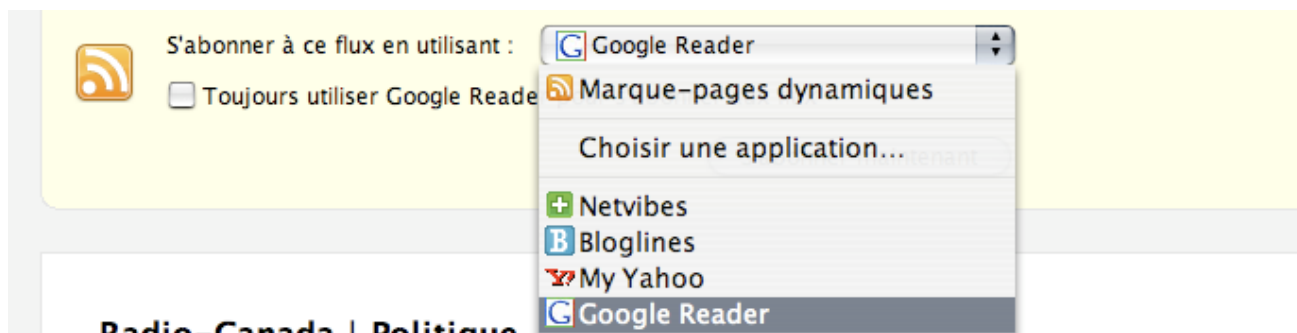 S'abonner à ce flux en utilisant : Google Reader
Toujours utiliser Google Reade
Marque-pages dynamiques
Choisir une application...
maintenant
Netvibes
Bloglines
My Yahoo
Google Reader
Radio-Canada | Politique